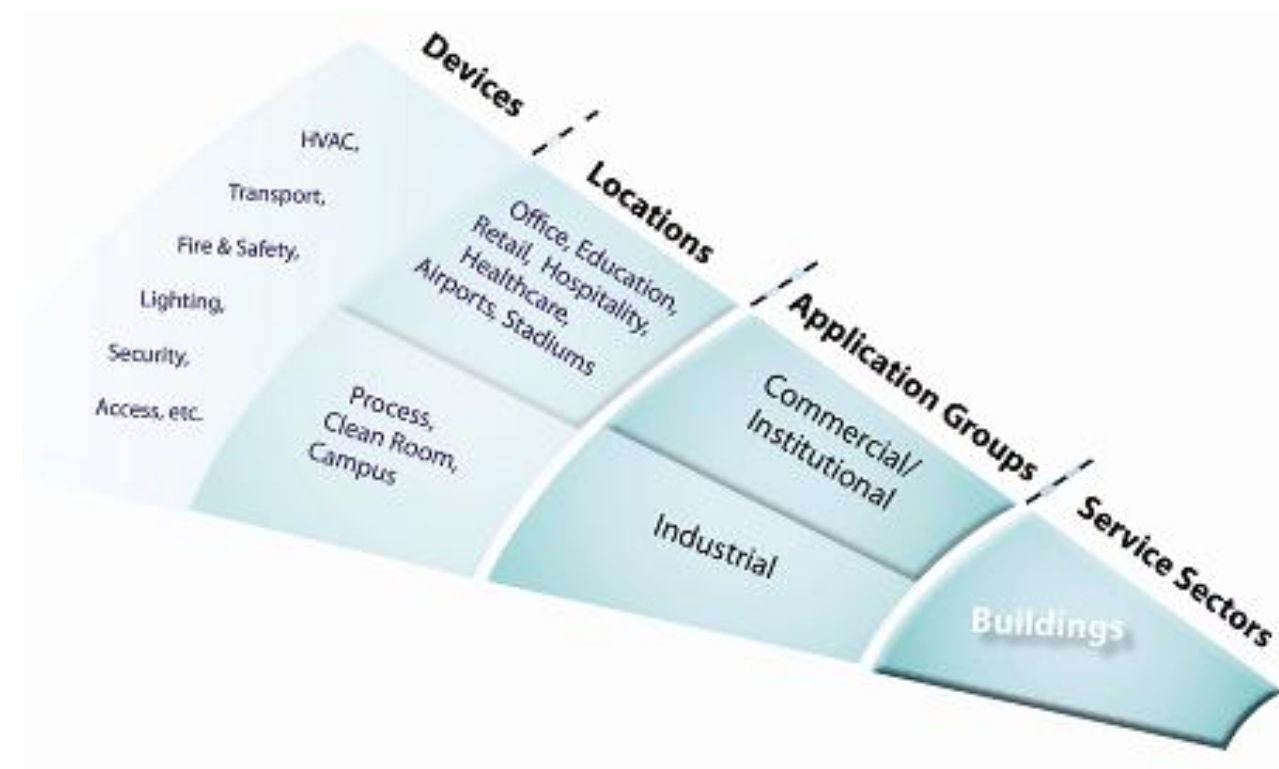 Devices
HVAC,
Transport,
Fire & Safety,
Lighting,
Security,
Access, etc.
Locations
Office, Education,
Retail, Hospitality,
Healthcare,
Airports, Stadiums
Process,
Clean Room,
Campus
Application Groups
Commercial/
Institutional
Industrial
Service Sectors
Buildings